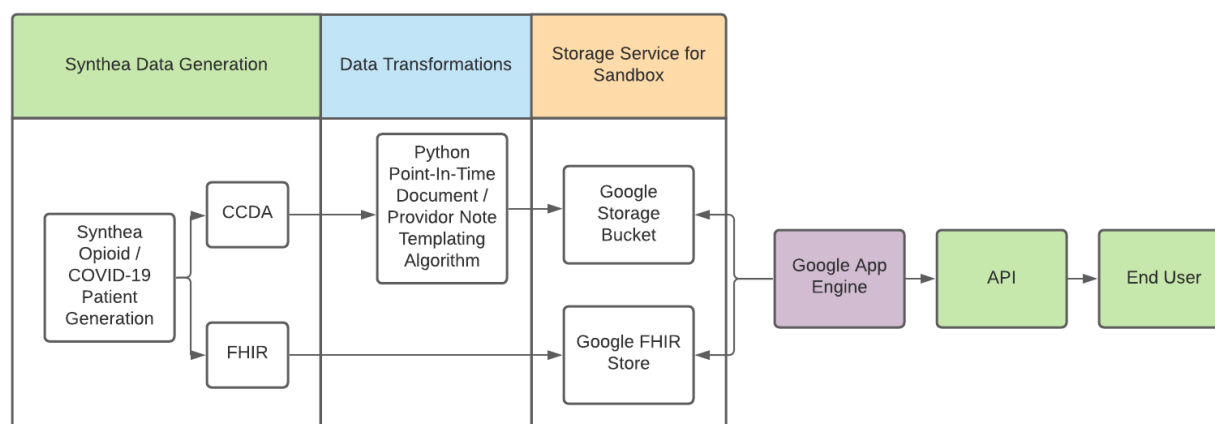 Synthea Data Generation
Data Transformations
Storage Service for
Sandbox
Synthea
Opioid /
COVID-19
Patient
Generation
CCDA
FHIR
Python
Point-In-Time
Document /
Providor Note
Templating
Algorithm
Google
Storage
Bucket
Google FHIR
Store
Google App
Engine
API
End User